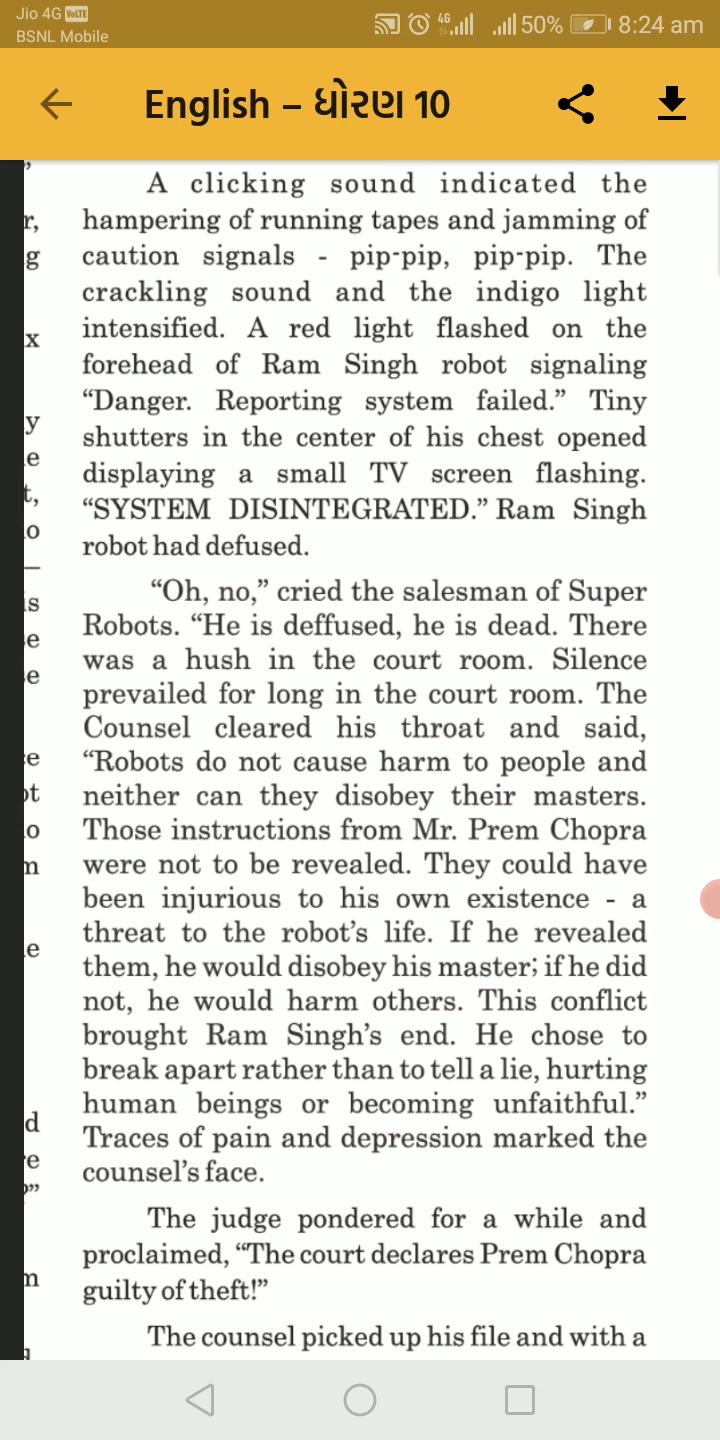 Jio 4G VoLTE
BSNL Mobile
4G
50%
8:24 am
English – ધોરણ 10
A clicking sound indicated the
hampering of running tapes and jamming of
caution signals - pip-pip, pip-pip. The
crackling sound and the indigo light
intensified. A red light flashed on the
forehead of Ram Singh robot signaling
“Danger. Reporting system failed.” Tiny
shutters in the center of his chest opened
displaying a small TV screen flashing.
“SYSTEM DISINTEGRATED.” Ram Singh
robot had defused.
“Oh, no,” cried the salesman of Super
Robots. “He is deffused, he is dead. There
was a hush in the court room. Silence
prevailed for long in the court room. The
Counsel cleared his throat and said,
“Robots do not cause harm to people and
neither can they disobey their masters.
Those instructions from Mr. Prem Chopra
were not to be revealed. They could have
been injurious to his own existence - a
threat to the robot’s life. If he revealed
them, he would disobey his master; if he did
not, he would harm others. This conflict
brought Ram Singh’s end. He chose to
break apart rather than to tell a lie, hurting
human beings or becoming unfaithful.”
Traces of pain and depression marked the
counsel’s face.
The judge pondered for a while and
proclaimed, “The court declares Prem Chopra
guilty of theft!”
The counsel picked up his file and with a